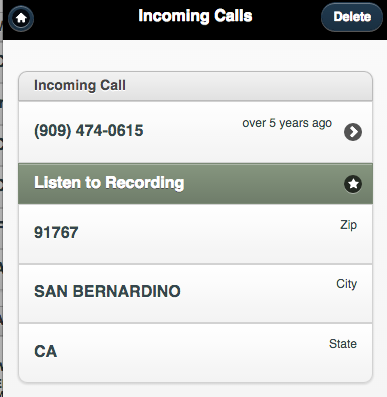 Incoming Calls
Delete
Incoming Call
(909) 474-0615
over 5 years ago
Listen to Recording
91767
Zip
SAN BERNARDINO
City
CA
State